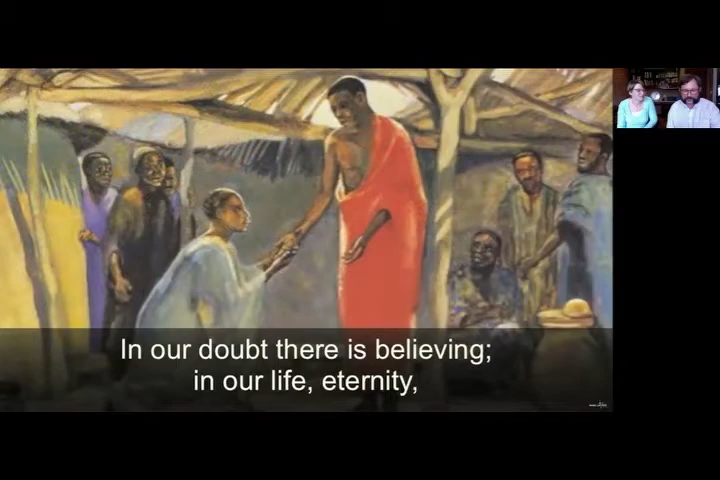 In our doubt there is believing;
in our life, eternity,